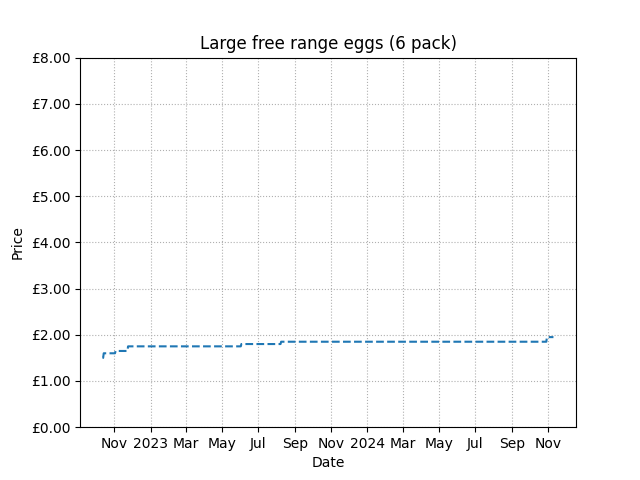 Large free range eggs (6 pack)
£8.00
£7.00
£6.00
£5.00
£4.00
£3.00
£2.00
£1.00
£0.00
Price
Nov 2023 Mar May Jul Sep Nov 2024 Mar May Jul Sep Nov
Date